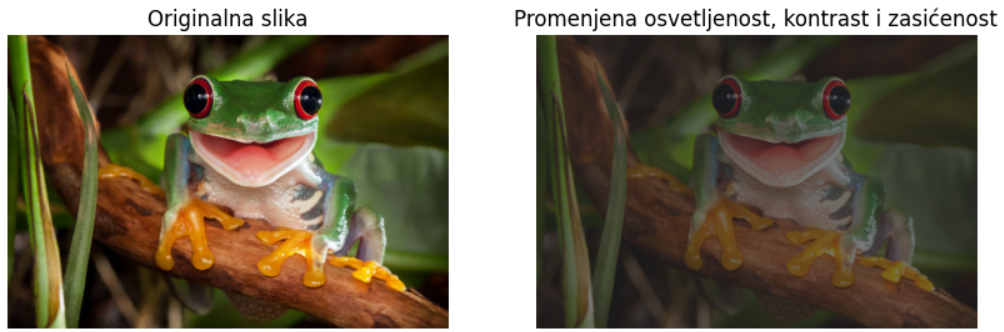 Originalna slika
Promenjena osvetljenost, kontrast i zasićenost